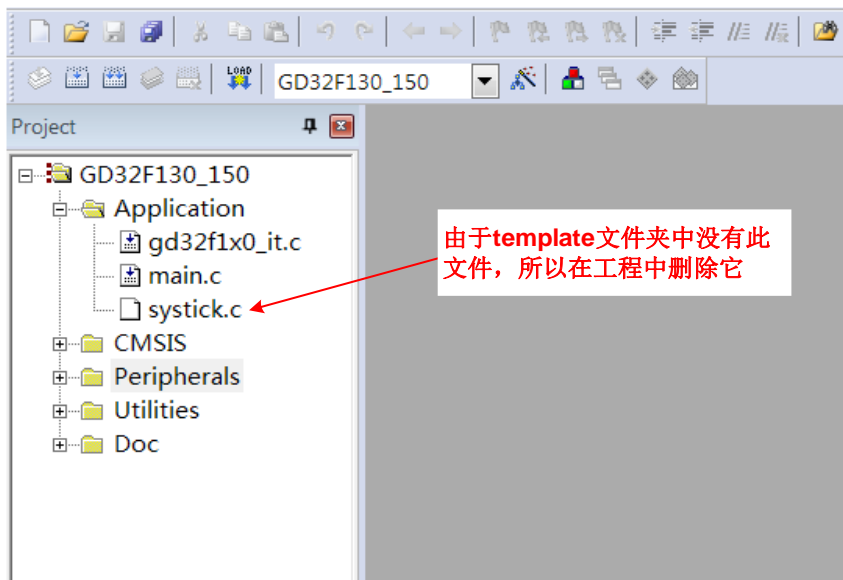 LOAD
GD32F130_150
Project
GD32F130_150
Application
gd32f1x0_it.c
main.c
systick.c
CMSIS
Peripherals
Utilities
Doc
由于template文件夹中没有此
文件，所以在工程中删除它